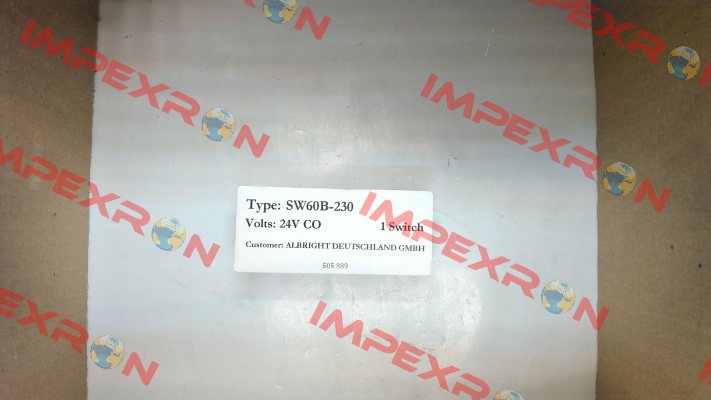 IMPEXRON
IMPEXRON
IMPEXRON
IMPEXRON
IMPEXRON
Type: SW60B-230
Volts: 24V CO 1 Switch
Customer: ALBRIGHT DEUTSCHLAND GMBH
505 889
IMPEXRON
IMPEXRON
IMPEXRON